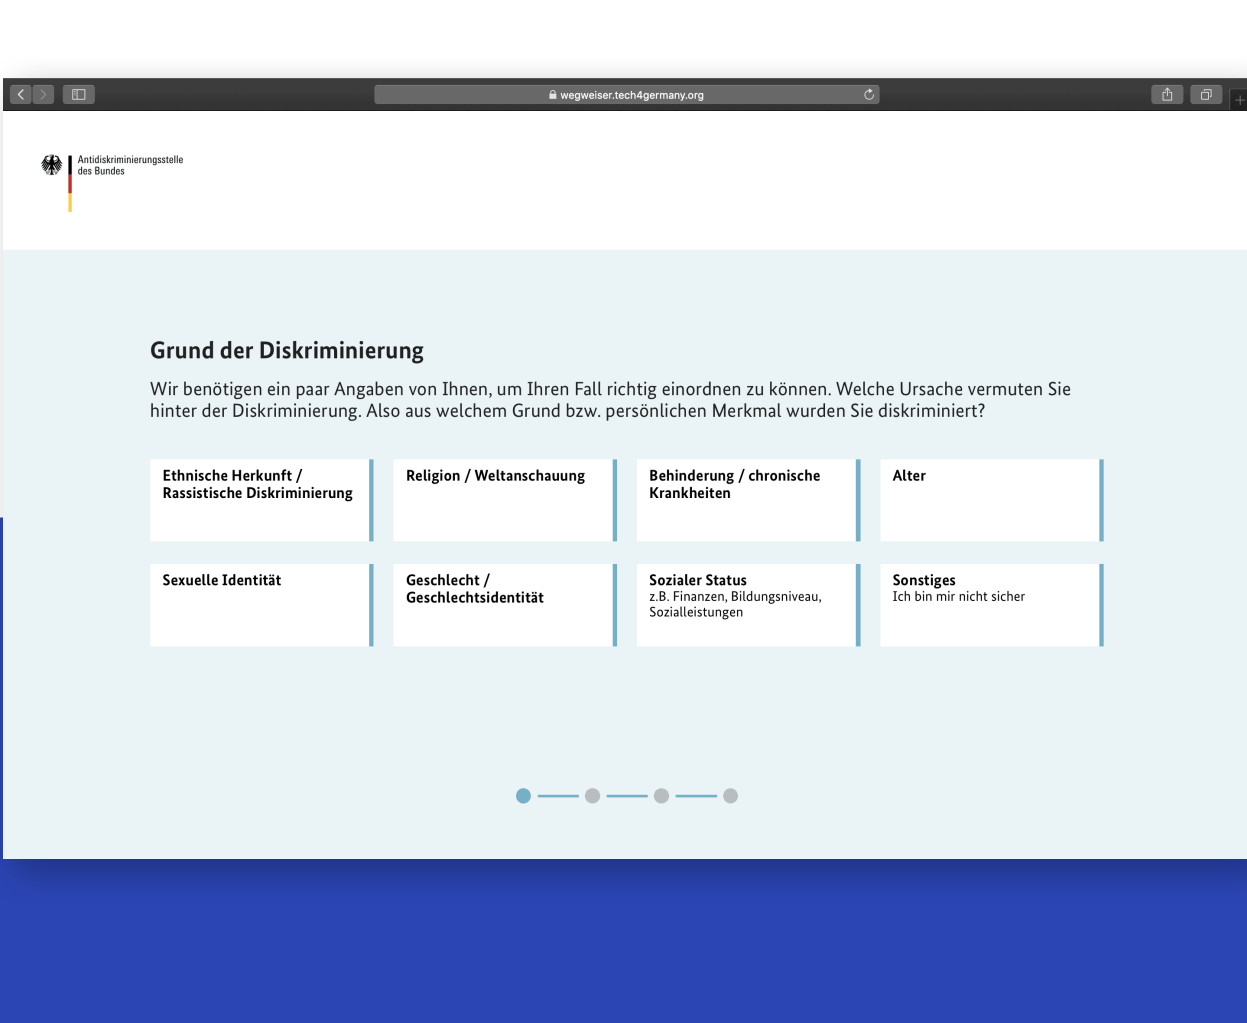 wegweiser.tech4germany.org
Antidiskriminierungsstelle
des Bundes
Grund der Diskriminierung
Wir benötigen ein paar Angaben von Ihnen, um Ihren Fall richtig einordnen zu können. Welche Ursache vermuten Sie
hinter der Diskriminierung. Also aus welchem Grund bzw. persönlichen Merkmal wurden Sie diskriminiert?
Ethnische Herkunft /
Rassistische Diskriminierung
Religion / Weltanschauung
Behinderung / chronische
Krankheiten
Alter
Sexuelle Identität
Geschlecht /
Geschlechtsidentität
Sozialer Status
z.B. Finanzen, Bildungsniveau,
Sozialleistungen
Sonstiges
Ich bin mir nicht sicher